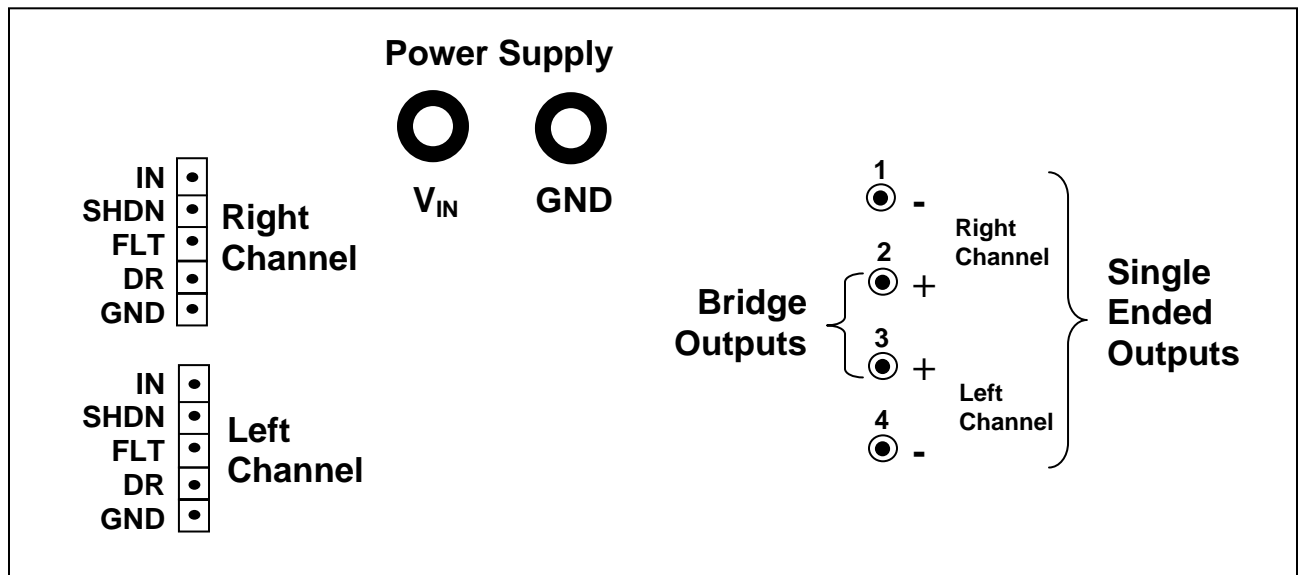 Power Supply
V_IN
GND
IN
SHDN
FLT
DR
GND
Right
Channel
IN
SHDN
FLT
DR
GND
Left
Channel
1
-
2
+
3
+
4
-
Right
Channel
Left
Channel
Bridge
Outputs
Single
Ended
Outputs